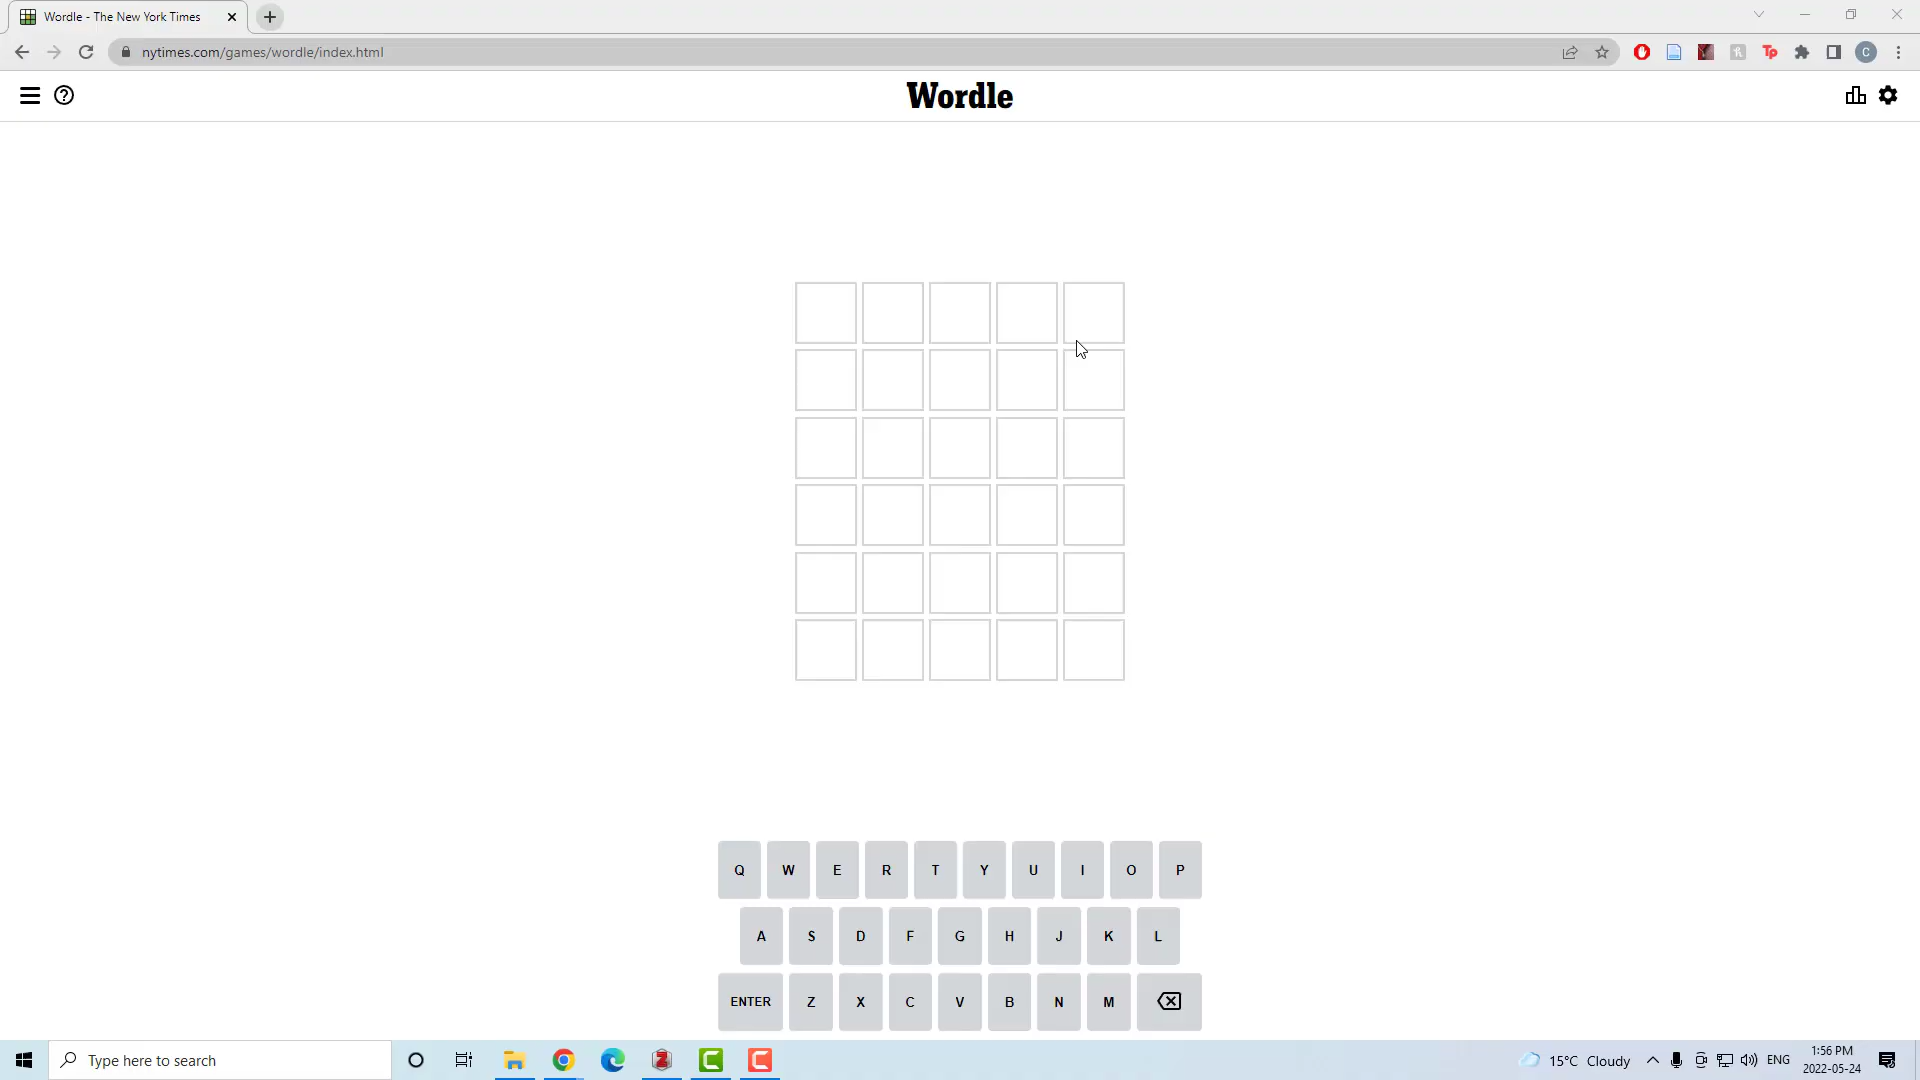 Wordle - The New York Times
nytimes.com/games/wordle/index.html
Tp
C
Wordle
Q W E R T Y U I O P
A S D F G H J K L
ENTER Z X C V B N M
Type here to search
Z
C
C
15°C Cloudy
ENG
1:56 PM
2022-05-24